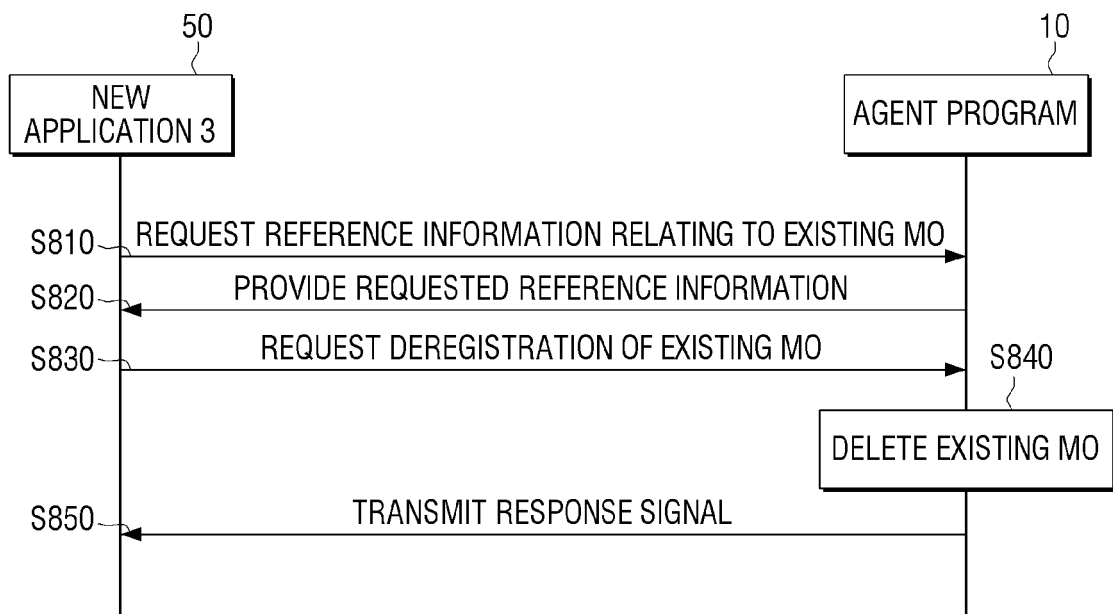 50
10
NEW
APPLICATION 3
AGENT PROGRAM
S810
REQUEST REFERENCE INFORMATION RELATING TO EXISTING MO
S820
PROVIDE REQUESTED REFERENCE INFORMATION
S830
REQUEST DEREGISTRATION OF EXISTING MO
S840
DELETE EXISTING MO
S850
TRANSMIT RESPONSE SIGNAL